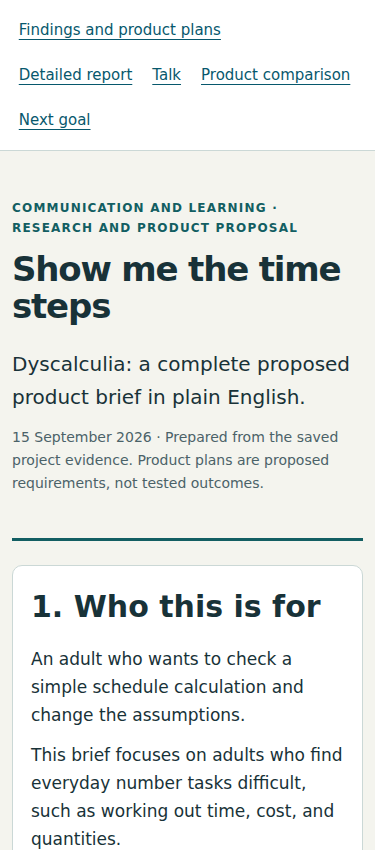 Findings and product plans
Detailed report Talk Product comparison
Next goal
COMMUNICATION AND LEARNING ·
RESEARCH AND PRODUCT PROPOSAL
Show me the time
steps
Dyscalculia: a complete proposed
product brief in plain English.
15 September 2026 · Prepared from the saved
project evidence. Product plans are proposed
requirements, not tested outcomes.
1. Who this is for
An adult who wants to check a
simple schedule calculation and
change the assumptions.
This brief focuses on adults who find
everyday number tasks difficult,
such as working out time, cost, and
quantities.